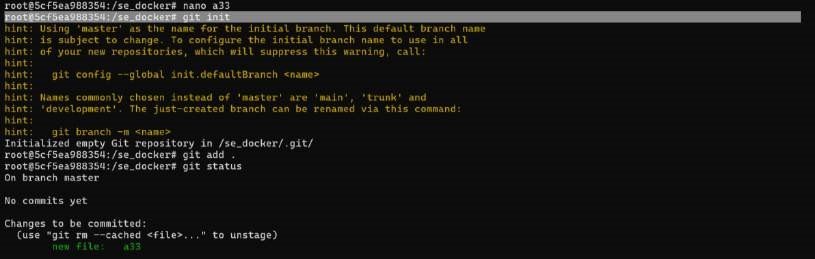 root@5cf5ea988354:/se_docker# nano a33
root@5cf5ea988354:/se_docker# git init
hint: Using 'master' as the name for the initial branch. This default branch name
hint: is subject to change. To configure the initial branch name to use in all
hint: of your new repositories, which will suppress this warning, call:
hint:
hint:   git config --global init.defaultBranch <name>
hint:
hint: Names commonly chosen instead of 'master' are 'main', 'trunk' and
hint: 'development'. The just-created branch can be renamed via this command:
hint:
hint:   git branch -m <name>
Initialized empty Git repository in /se_docker/.git/
root@5cf5ea988354:/se_docker# git add .
root@5cf5ea988354:/se_docker# git status
On branch master

No commits yet

Changes to be committed:
  (use "git rm --cached <file>..." to unstage)
        new file:   a33